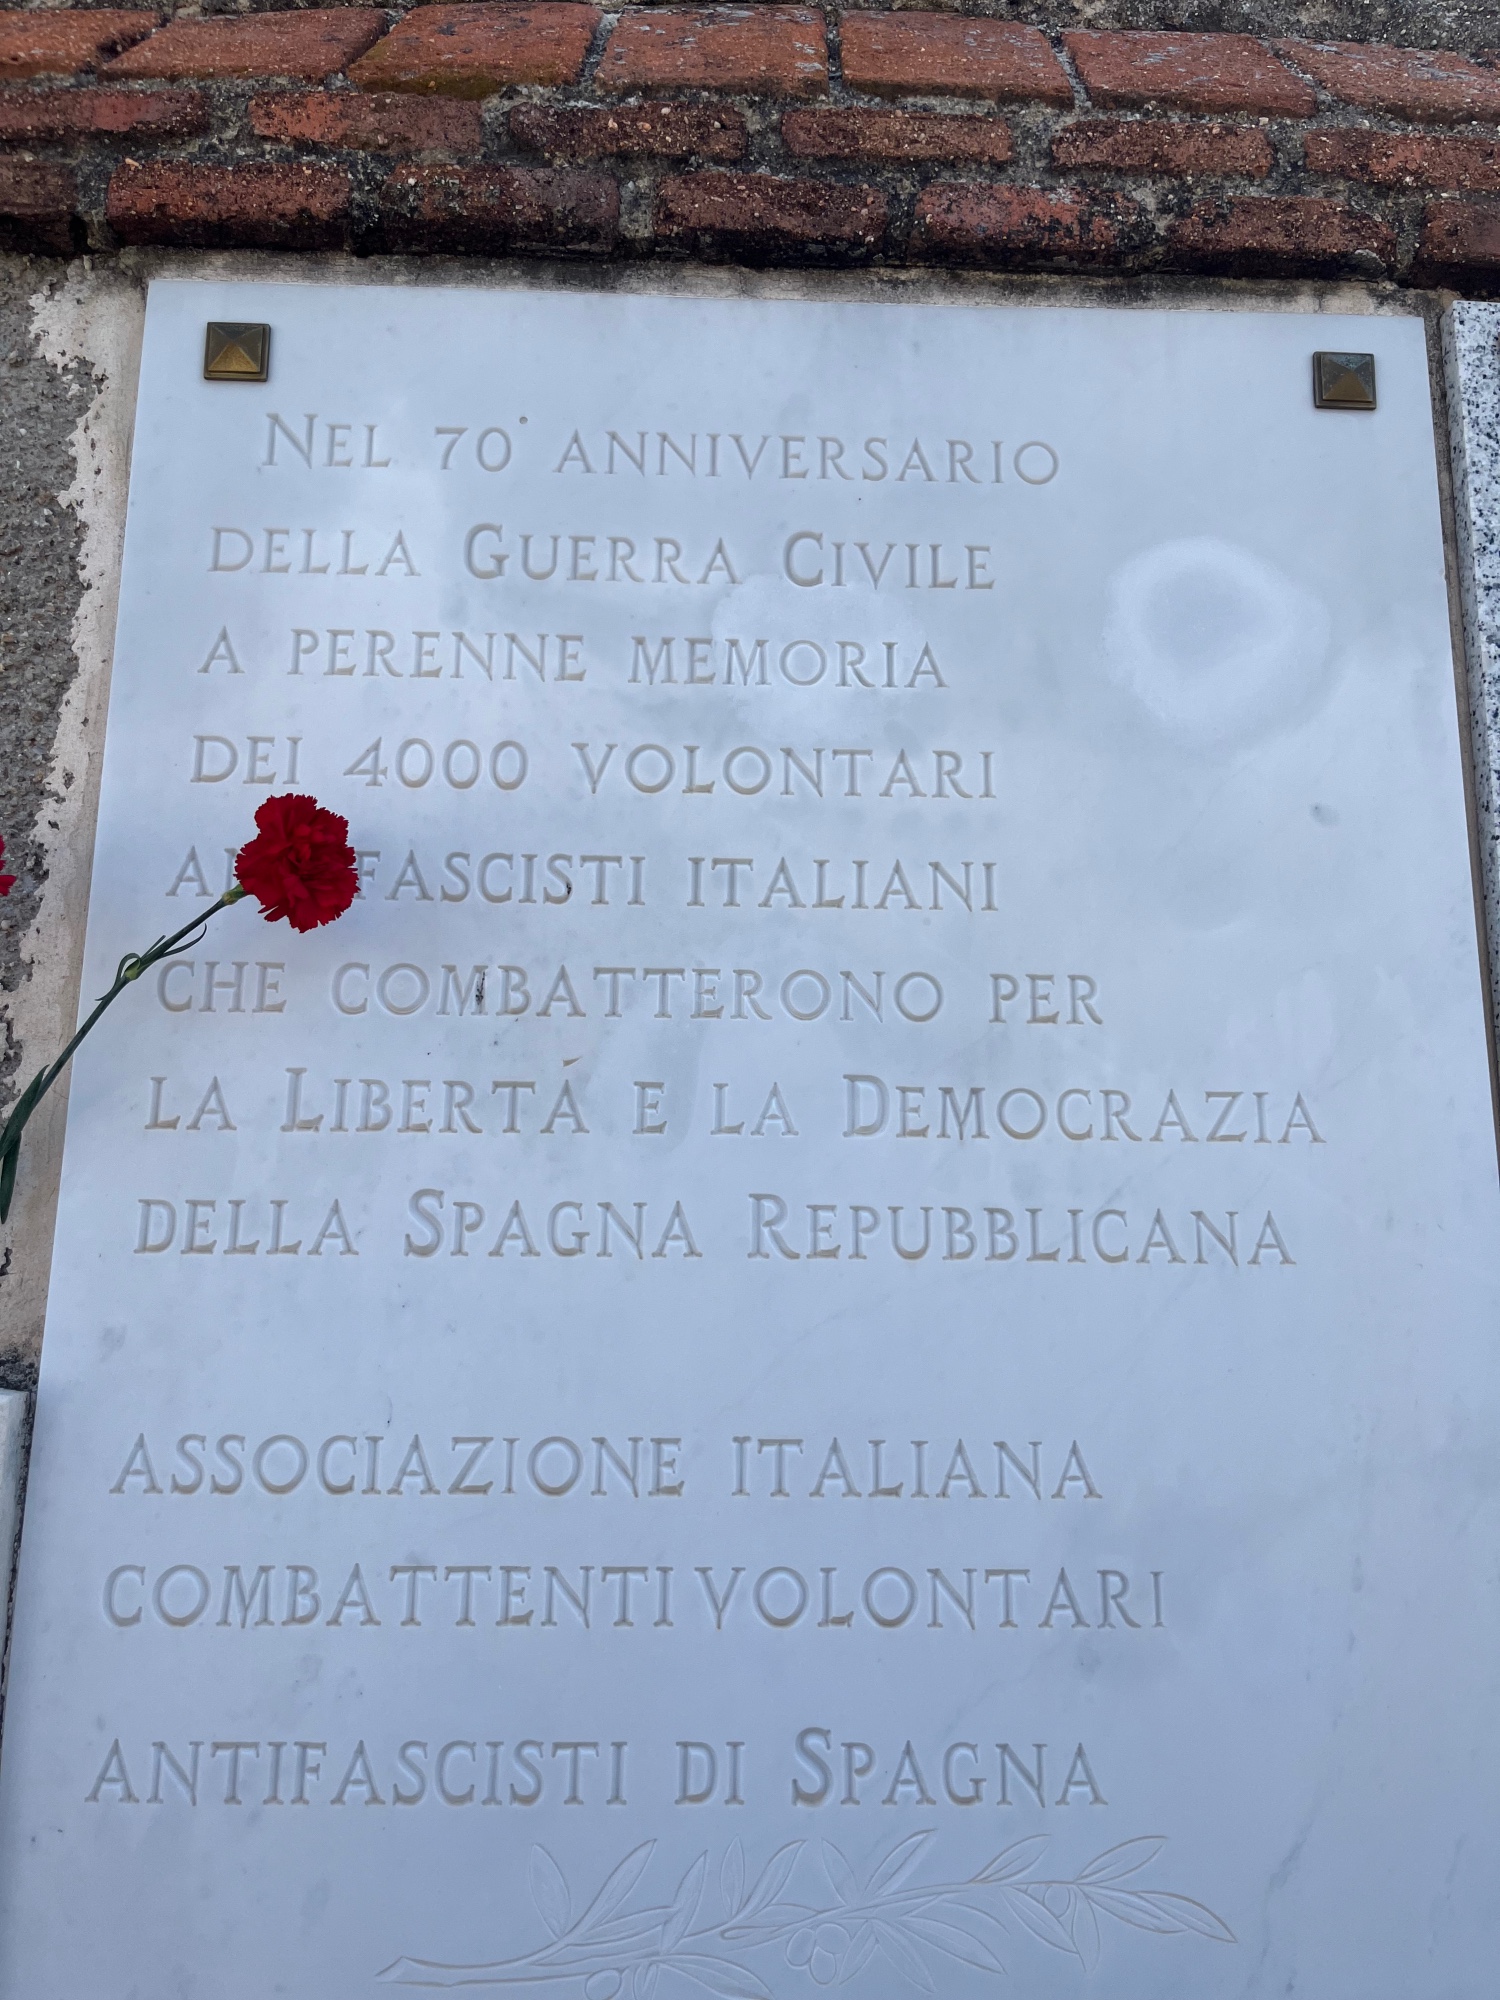 NEL 70° ANNIVERSARIO
DELLA GUERRA CIVILE
A PERENNE MEMORIA
DEI 4000 VOLONTARI
ANTIFASCISTI ITALIANI
CHE COMBATTERONO PER
LA LIBERTÁ E LA DEMOCRAZIA
DELLA SPAGNA REPUBBLICANA
ASSOCIAZIONE ITALIANA
COMBATTENTI VOLONTARI
ANTIFASCISTI DI SPAGNA